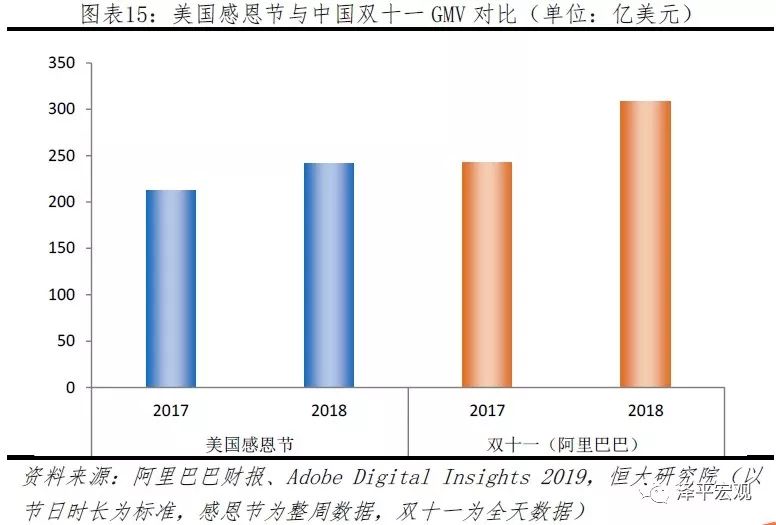 图表15：美国感恩节与中国双十一 GMV 对比（单位：亿美元）
350
300
250
200
150
100
50
0
2017
2018
2017
2018
美国感恩节
双十一（阿里巴巴）
资料来源：阿里巴巴财报、Adobe Digital Insights 2019，恒大研究院（以
节日时长为标准，感恩节为整周数据，双十一为全天数据）
泽平宏观